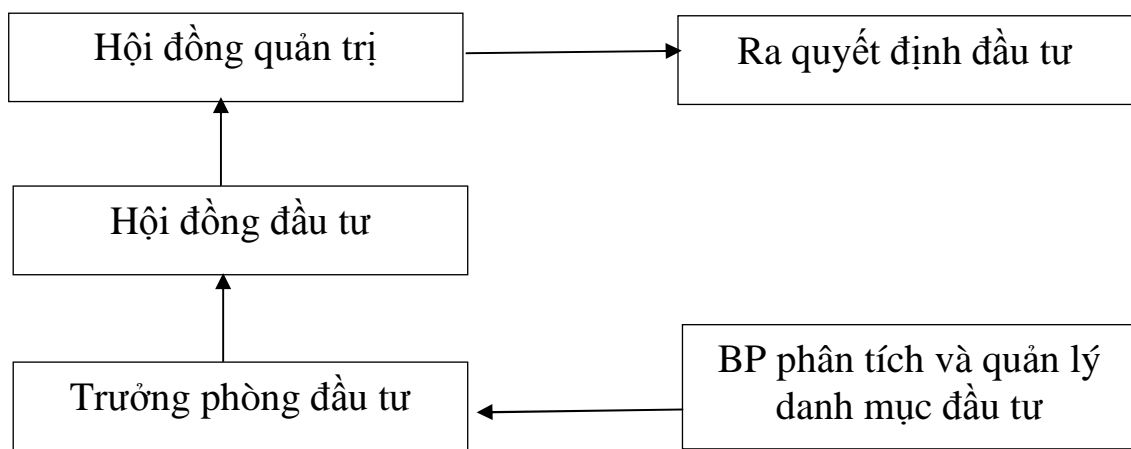 Hội đồng quản trị
Ra quyết định đầu tư
Hội đồng đầu tư
Trưởng phòng đầu tư
BP phân tích và quản lý
danh mục đầu tư